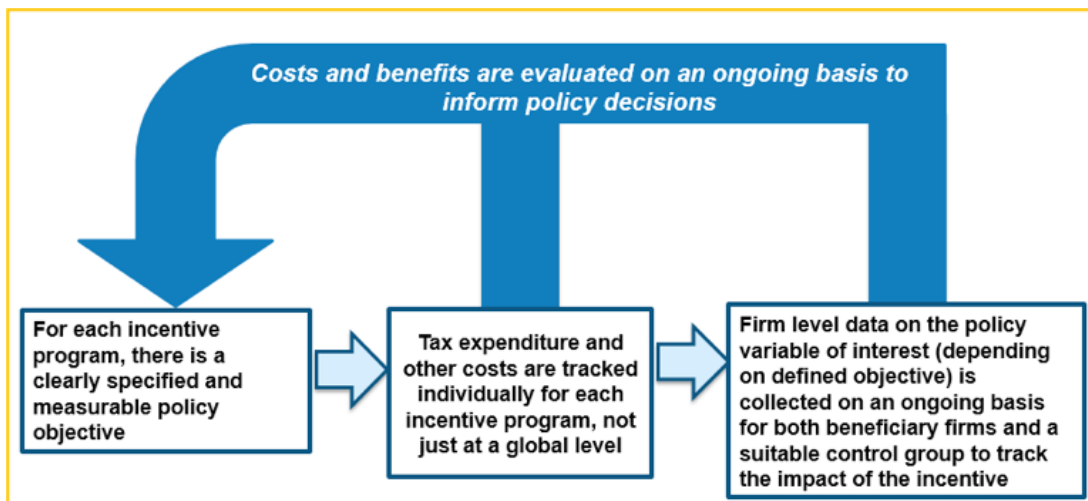 Costs and benefits are evaluated on an ongoing basis to
inform policy decisions
For each incentive
program, there is a
clearly specified and
measurable policy
objective
Tax expenditure and
other costs are tracked
individually for each
incentive program, not
just at a global level
Firm level data on the policy
variable of interest (depending
on defined objective) is
collected on an ongoing basis
for both beneficiary firms and a
suitable control group to track
the impact of the incentive